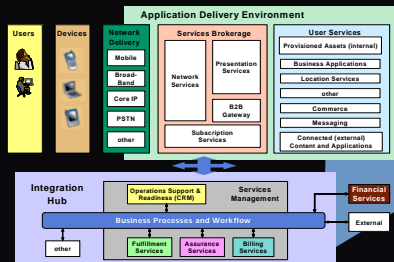 Application Delivery Environment
Users
Devices
Network
Delivery
Mobile
Broad-
Band
Core IP
PSTN
other
Services Brokerage
Network
Services
Presentation
Services
B2B
Gateway
Subscription
Services
User Services
Provisioned Assets (internal)
Business Applications
Location Services
other
Commerce
Messaging
Connected (external)
Content and Applications
Integration
Hub
Operations Support &
Readiness (CRM)
Services
Management
Business Processes and Workflow
other
Fulfillment
Services
Assurance
Services
Billing
Services
Financial
Services
External